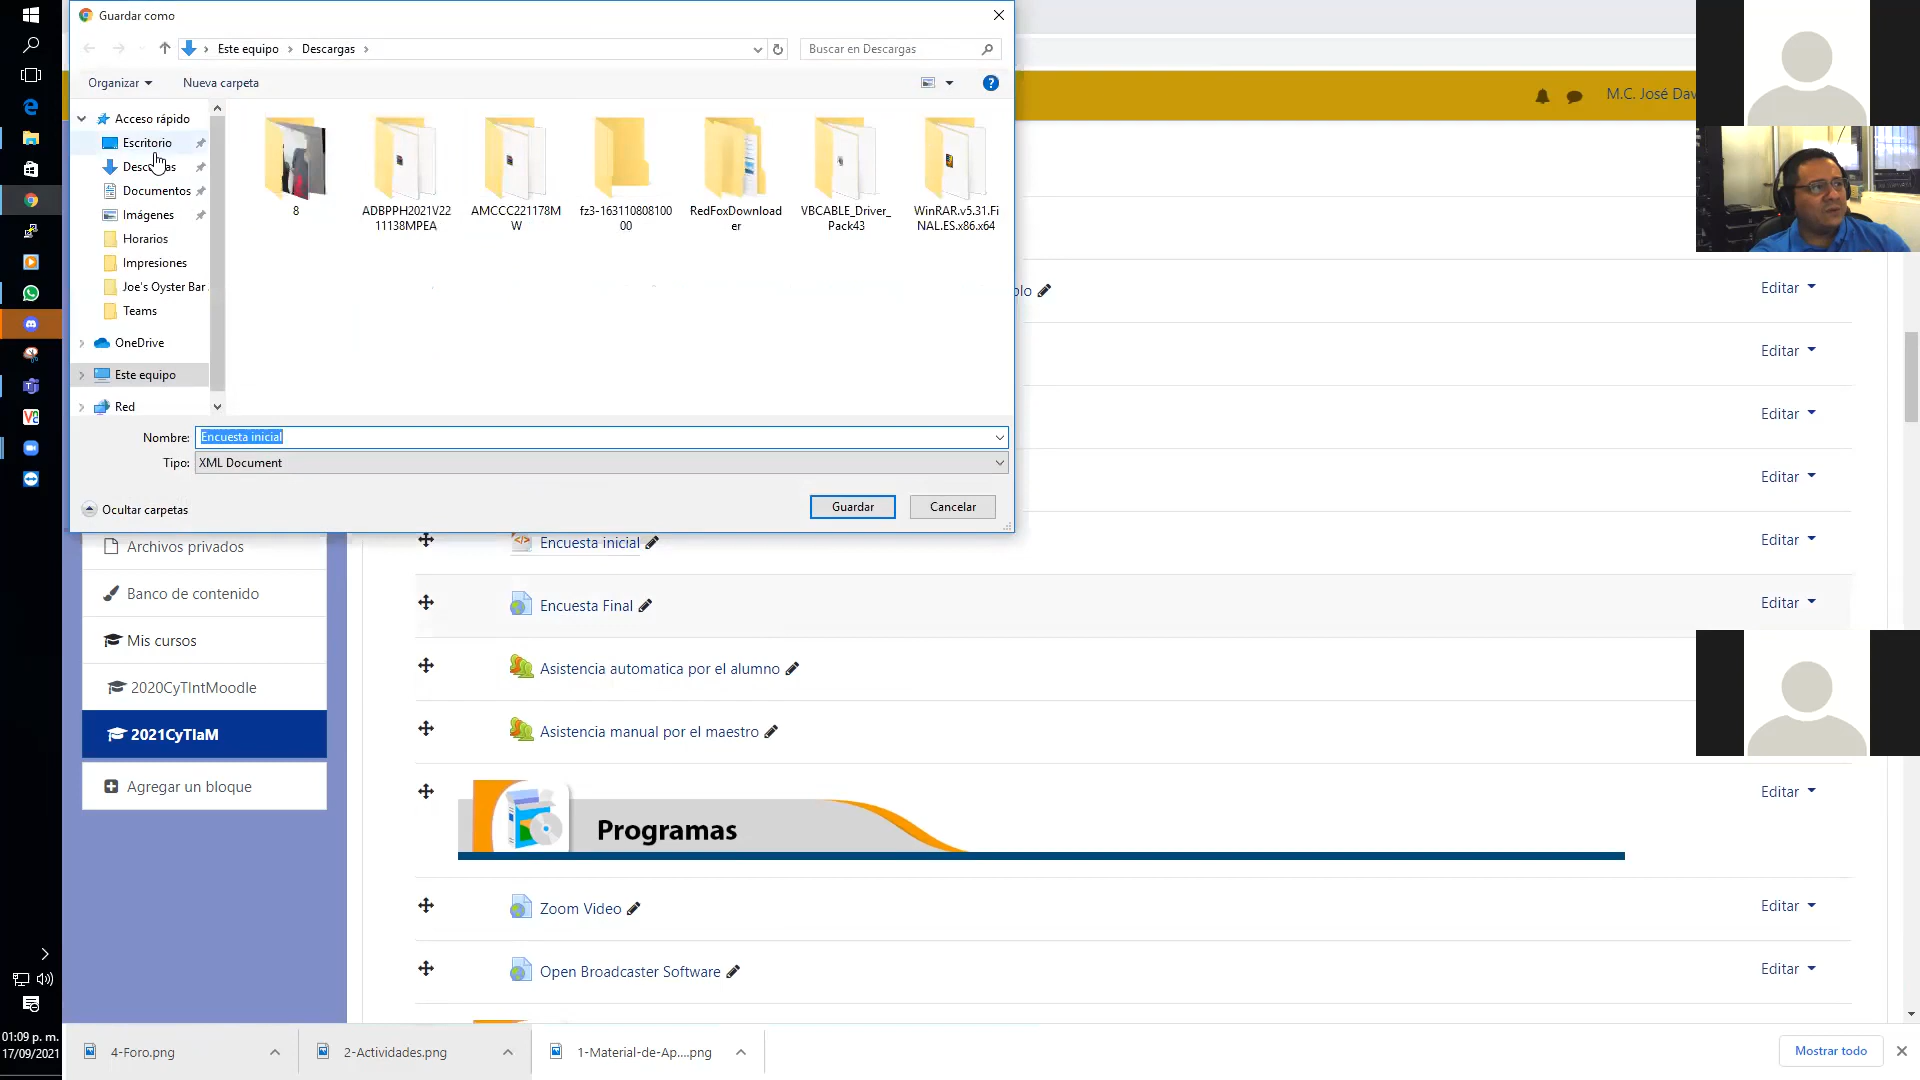 Guardar como
Este equipo
Descargas
Buscar en Descargas
Organizar
Nueva carpeta
Acceso rápido
Escritorio
Documentos
Imágenes
Horarios
Impresiones
Joe's Oyster Bar
Teams
OneDrive
Este equipo
Red
8
ADBPPH2021V22
11138MPEA
AMCCC221178M
W
fz3-163110808100
00
RedFoxDownload
er
VBCABLE_Driver_
Pack43
WinRAR.v5.31.FI
NAL.ES.x86.x64
Nombre: Encuesta inicial
Tipo: XML Document
Ocultar carpetas
Guardar
Cancelar
M.C. José Dav
Editar
Editar
Editar
Editar
Archivos privados
Banco de contenido
Mis cursos
2020CyTIntMoodle
2021CyTIaM
Agregar un bloque
Encuesta inicial
Editar
Encuesta Final
Editar
Asistencia automatica por el alumno
Asistencia manual por el maestro
Programas
Editar
Zoom Video
Editar
Open Broadcaster Software
Editar
01:09 p. m.
17/09/2021
4-Foro.png
2-Actividades.png
1-Material-de-Ap....png
Mostrar todo